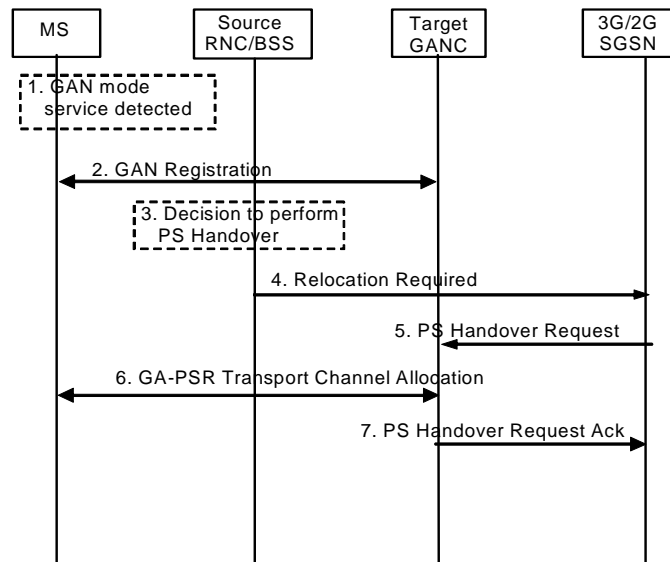 MS
Source
RNC/BSS
Target
GANC
3G/2G
SGSN
1. GAN mode
service detected
2. GAN Registration
3. Decision to perform
PS Handover
4. Relocation Required
5. PS Handover Request
6. GA-PSR Transport Channel Allocation
7. PS Handover Request Ack